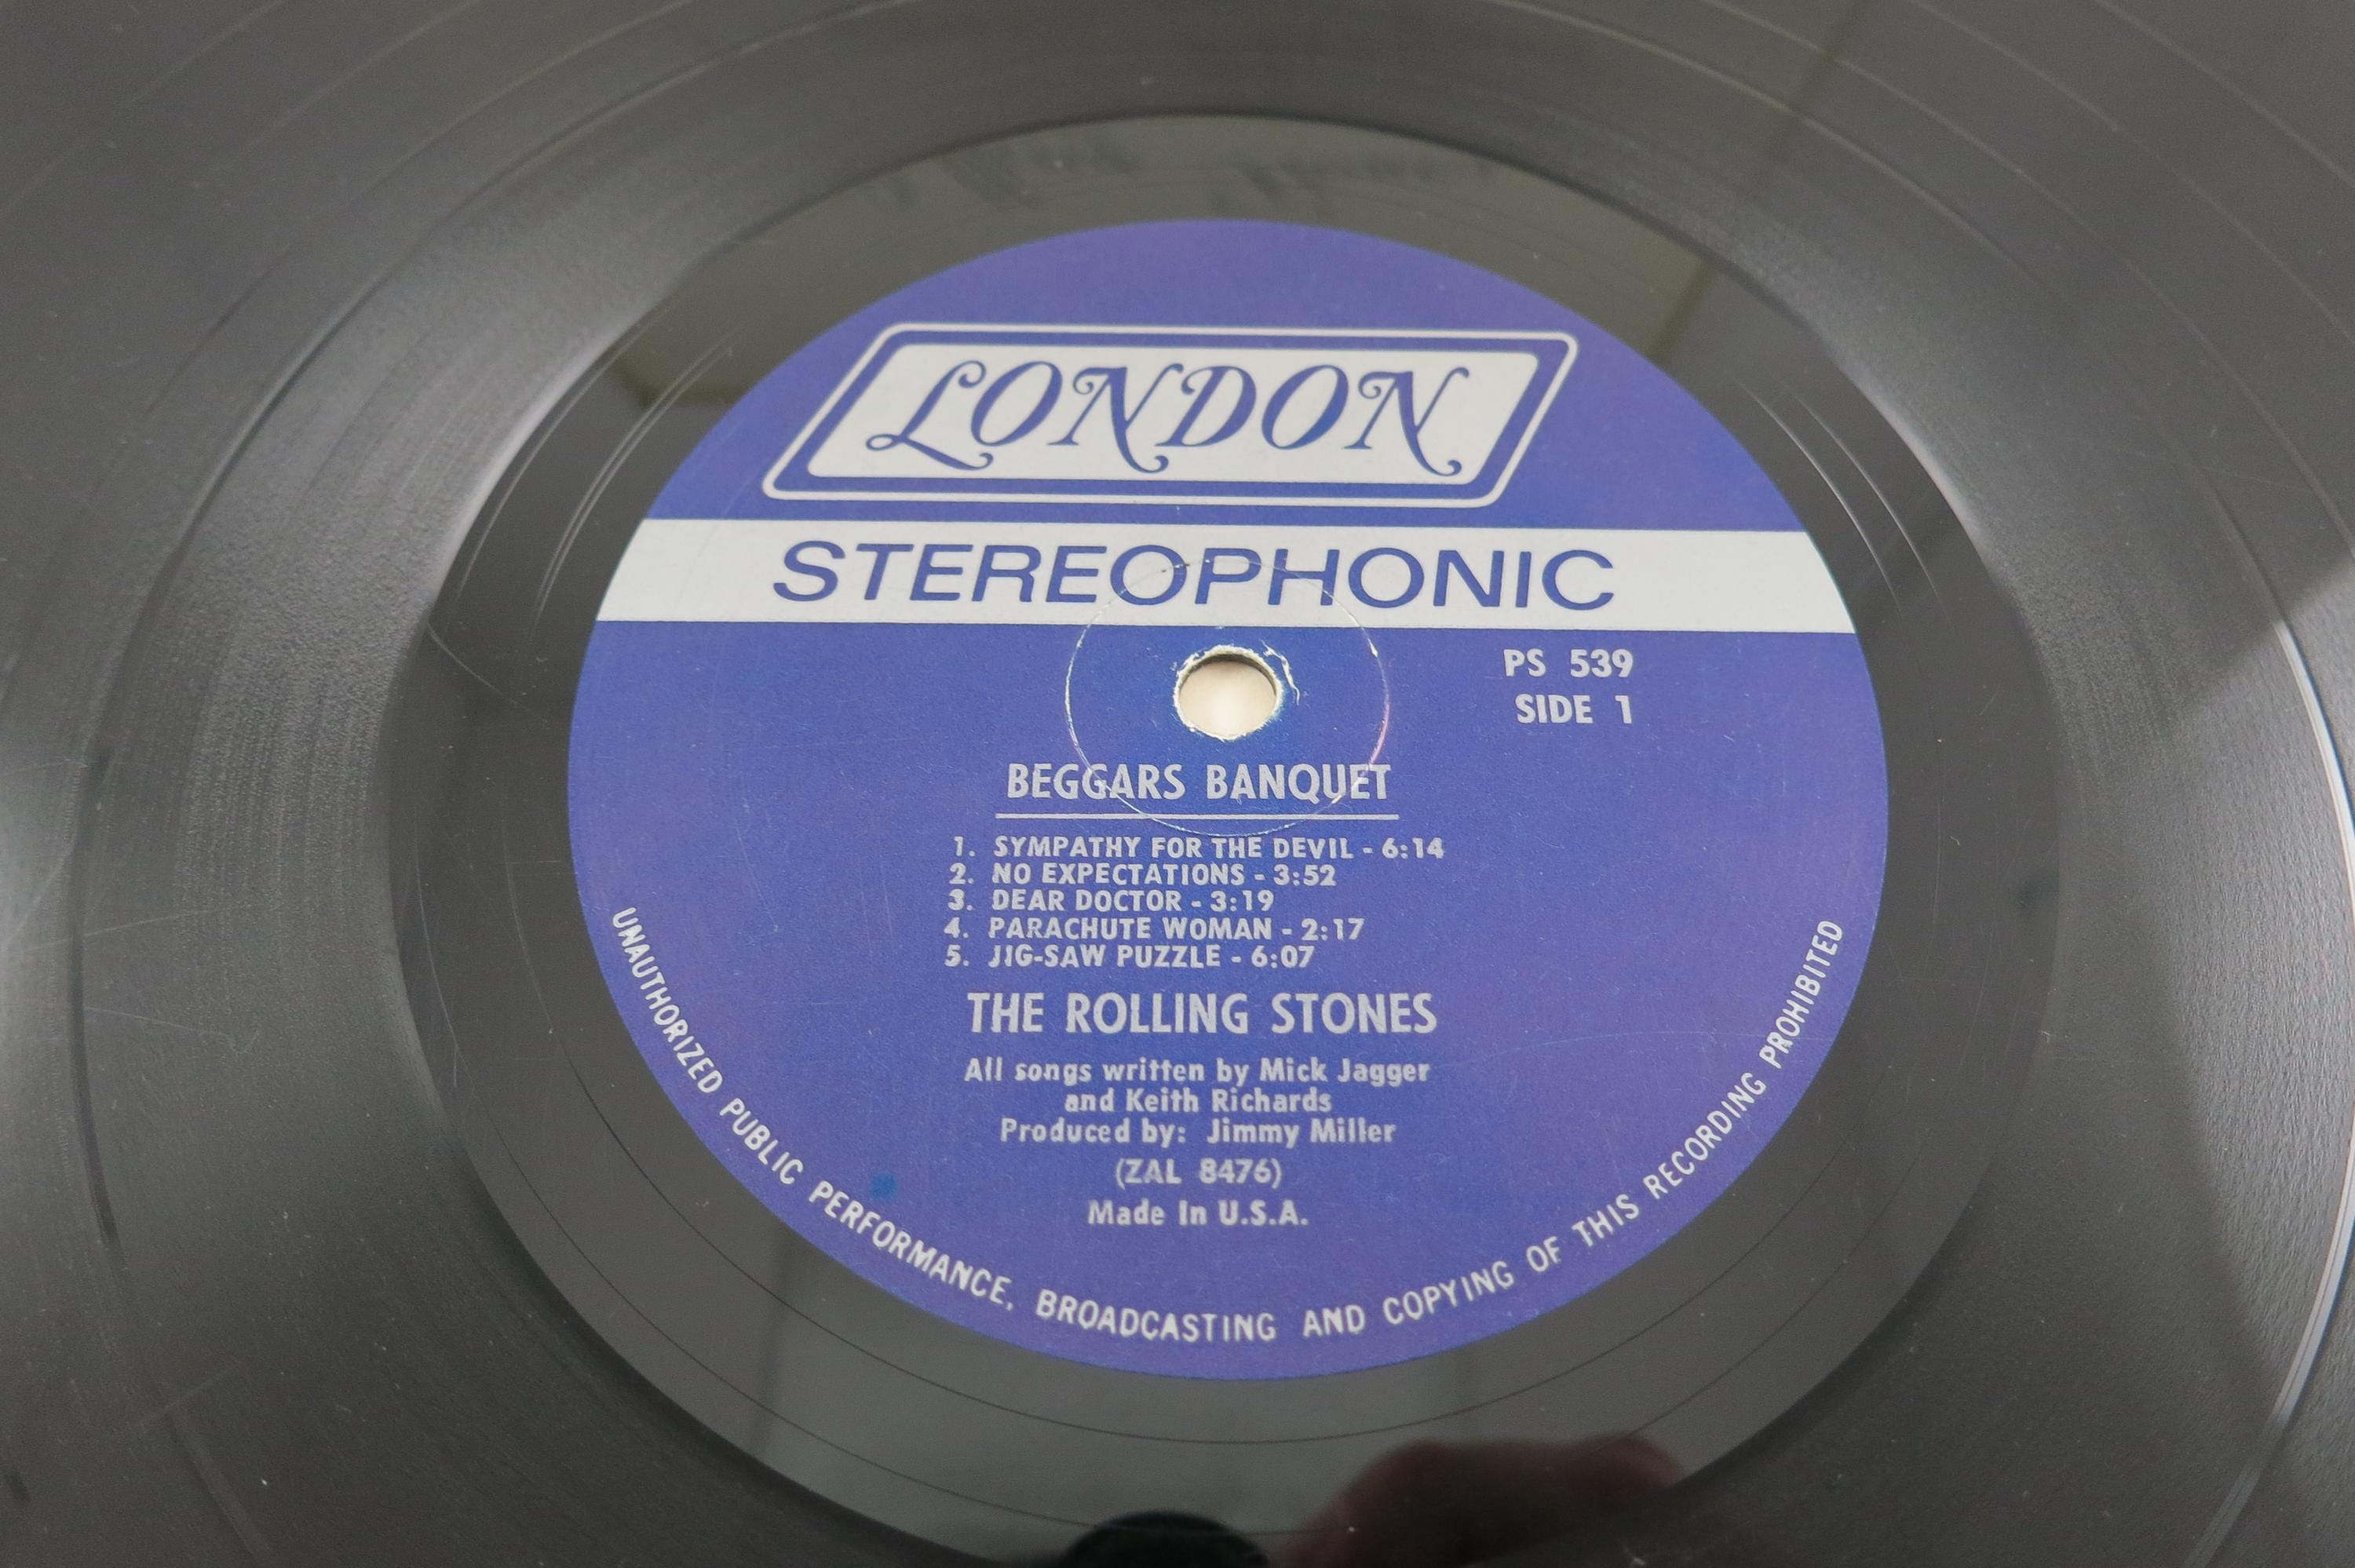 LONDON
STEREOPHONIC
PS 539
SIDE 1
BEGGARS BANQUET
1. SYMPATHY FOR THE DEVIL - 6:14
2. NO EXPECTATIONS - 3:52
3. DEAR DOCTOR - 3:19
4. PARACHUTE WOMAN - 2:17
5. JIG-SAW PUZZLE - 6:07
THE ROLLING STONES
All songs written by Mick Jagger
and Keith Richards
Produced by: Jimmy Miller
(ZAL 8476)
Made In U.S.A.
UNAUTHORIZED PUBLIC PERFORMANCE, BROADCASTING AND COPYING OF THIS RECORDING PROHIBITED